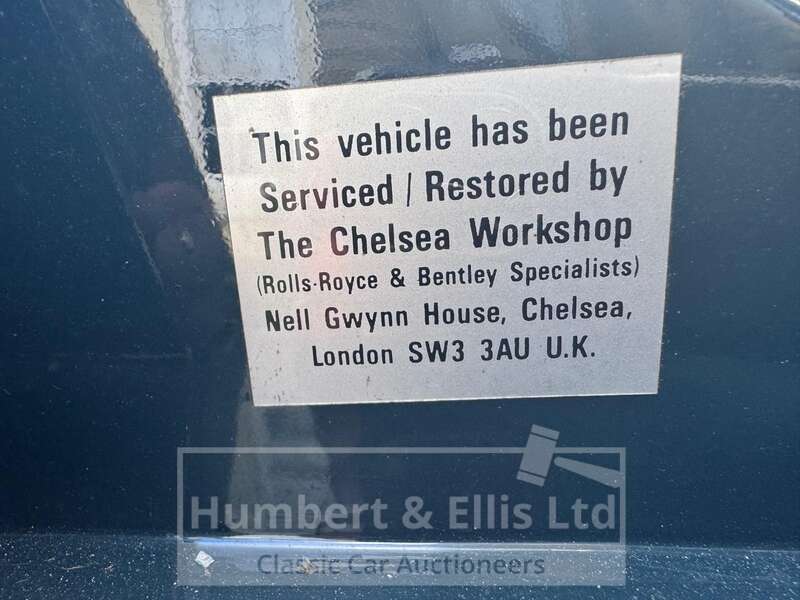 This vehicle has been
Serviced / Restored by
The Chelsea Workshop
(Rolls-Royce & Bentley Specialists)
Nell Gwynn House, Chelsea,
London SW3 3AU U.K.
Humbert & Ellis Ltd
Classic Car Auctioneers